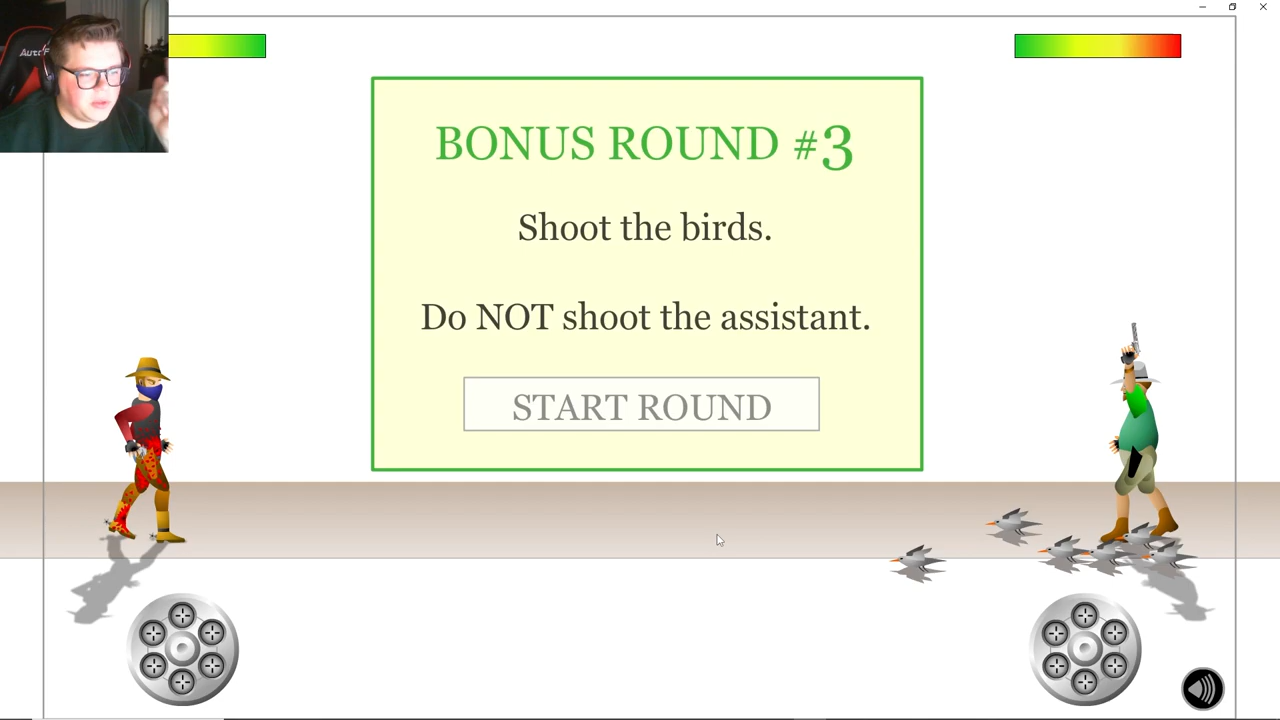 BONUS ROUND #3
Shoot the birds.
Do NOT shoot the assistant.
START ROUND